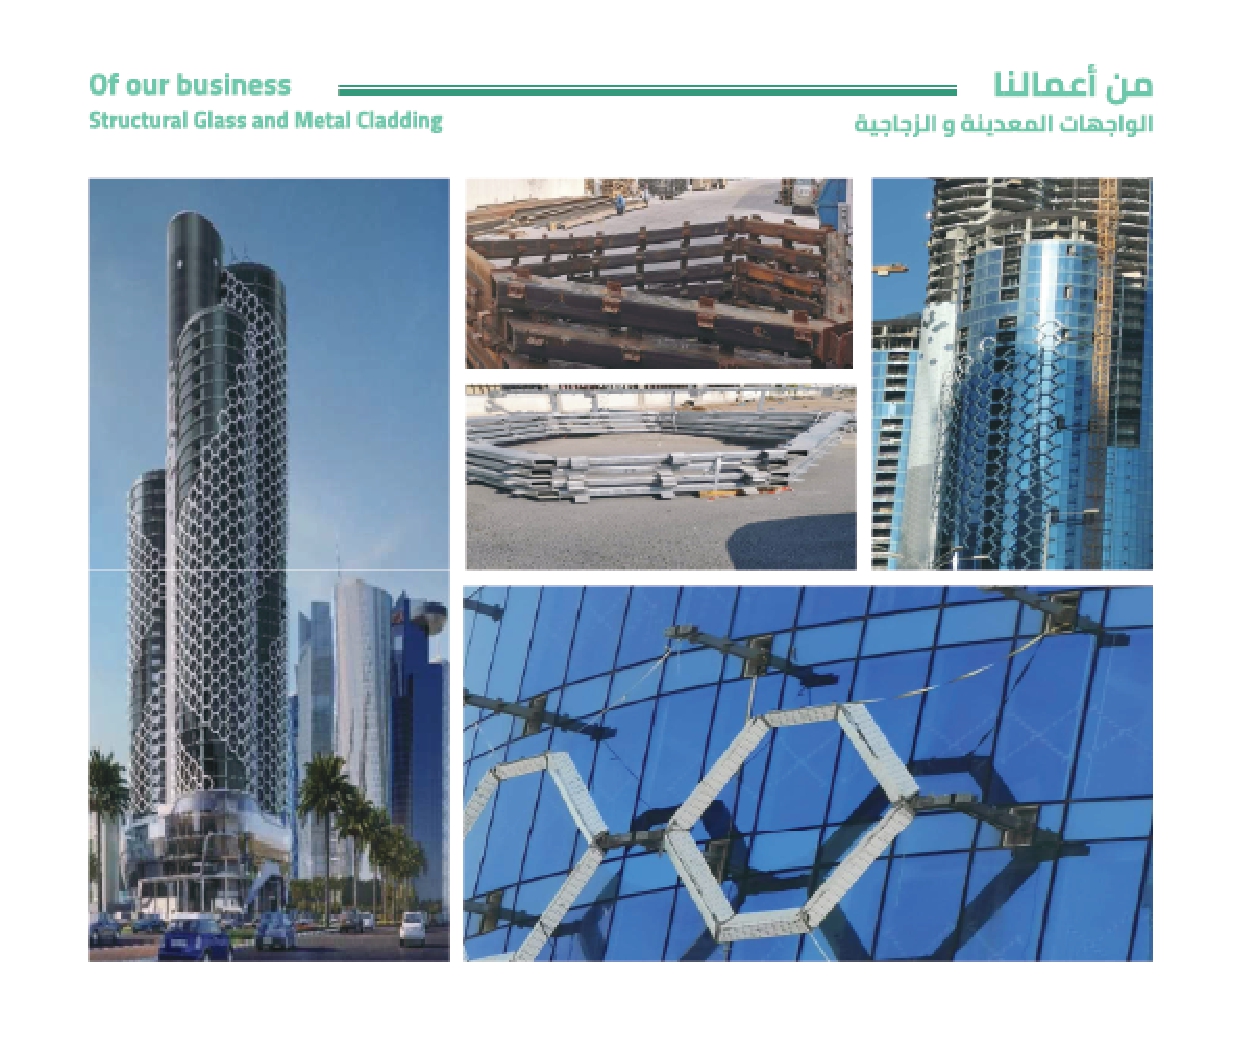 Of our business
من أعمالنا
Structural Glass and Metal Cladding
الواجهات المعدينة و الزجاجية